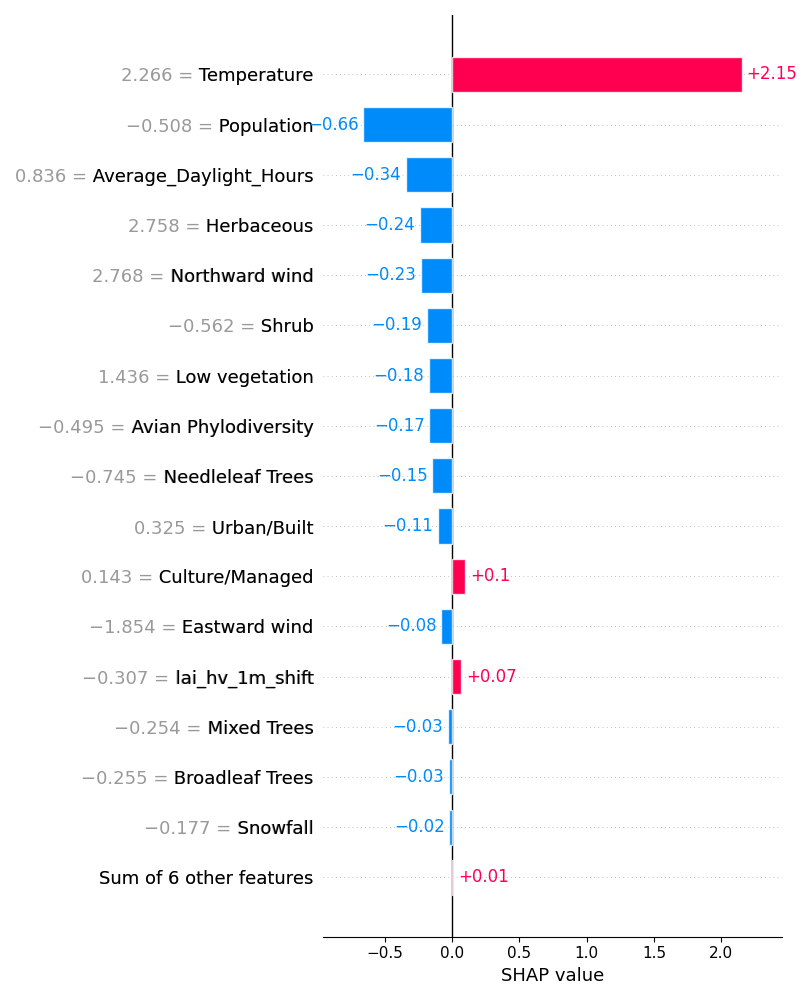 2.266 = Temperature +2.15
−0.508 = Population −0.66
0.836 = Average_Daylight_Hours −0.34
2.758 = Herbaceous −0.24
2.768 = Northward wind −0.23
−0.562 = Shrub −0.19
1.436 = Low vegetation −0.18
−0.495 = Avian Phylodiversity −0.17
−0.745 = Needleleaf Trees −0.15
0.325 = Urban/Built −0.11
0.143 = Culture/Managed +0.1
−1.854 = Eastward wind −0.08
−0.307 = lai_hv_1m_shift +0.07
−0.254 = Mixed Trees −0.03
−0.255 = Broadleaf Trees −0.03
−0.177 = Snowfall −0.02
Sum of 6 other features +0.01
−0.5 0.0 0.5 1.0 1.5 2.0
SHAP value